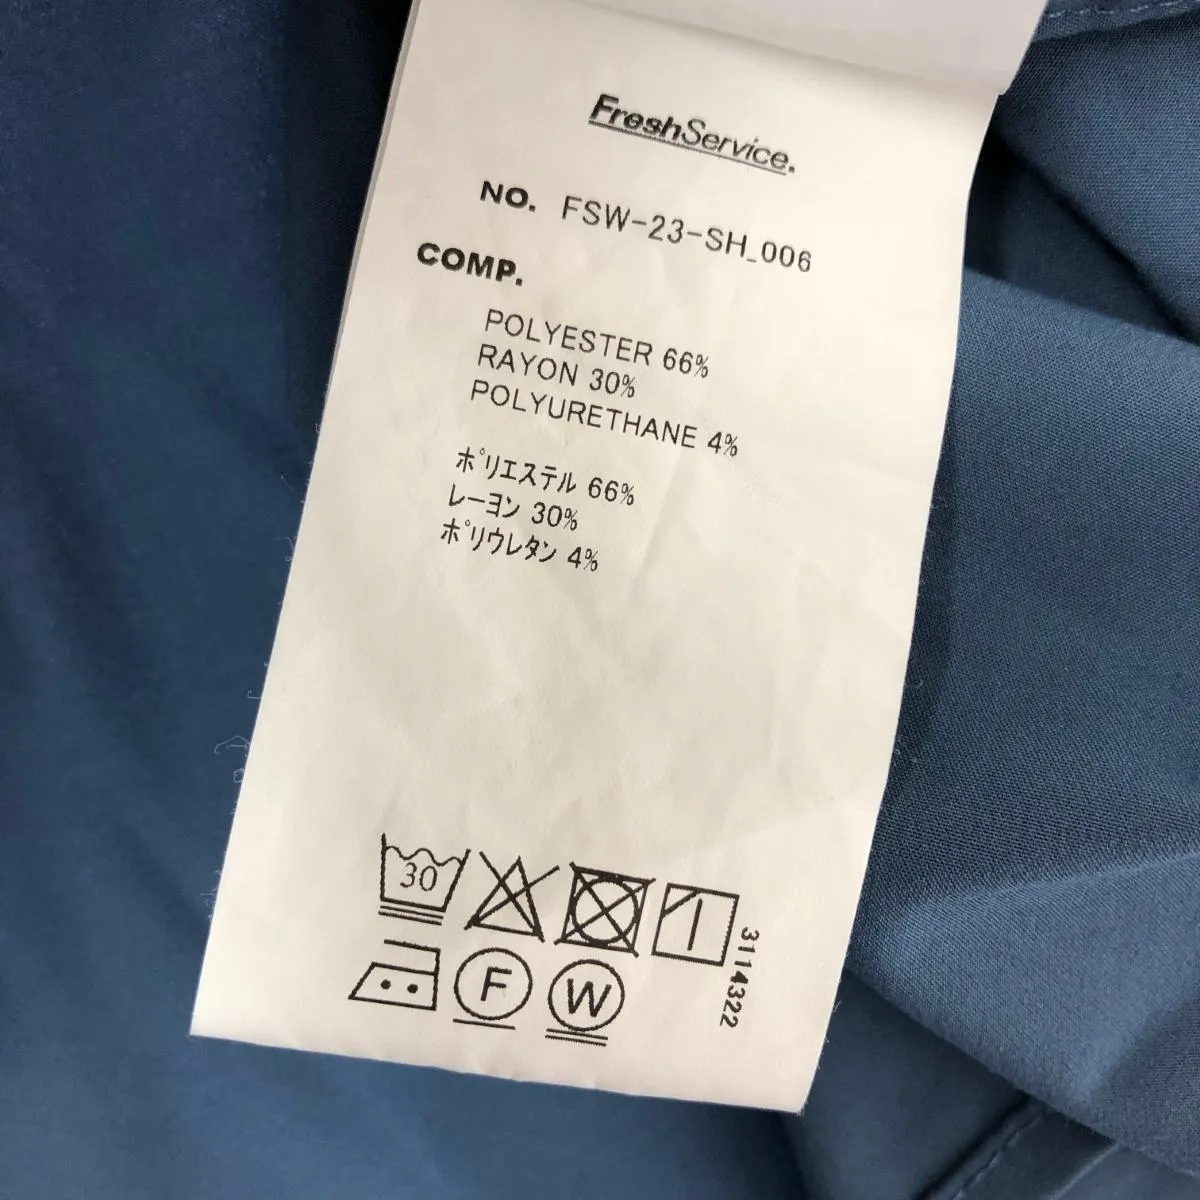 FreshService.
NO. FSW-23-SH_006
COMP.
POLYESTER 66%
RAYON 30%
POLYURETHANE 4%
ポリエステル 66%
レーヨン 30%
ポリウレタン 4%
30
F W
3114322